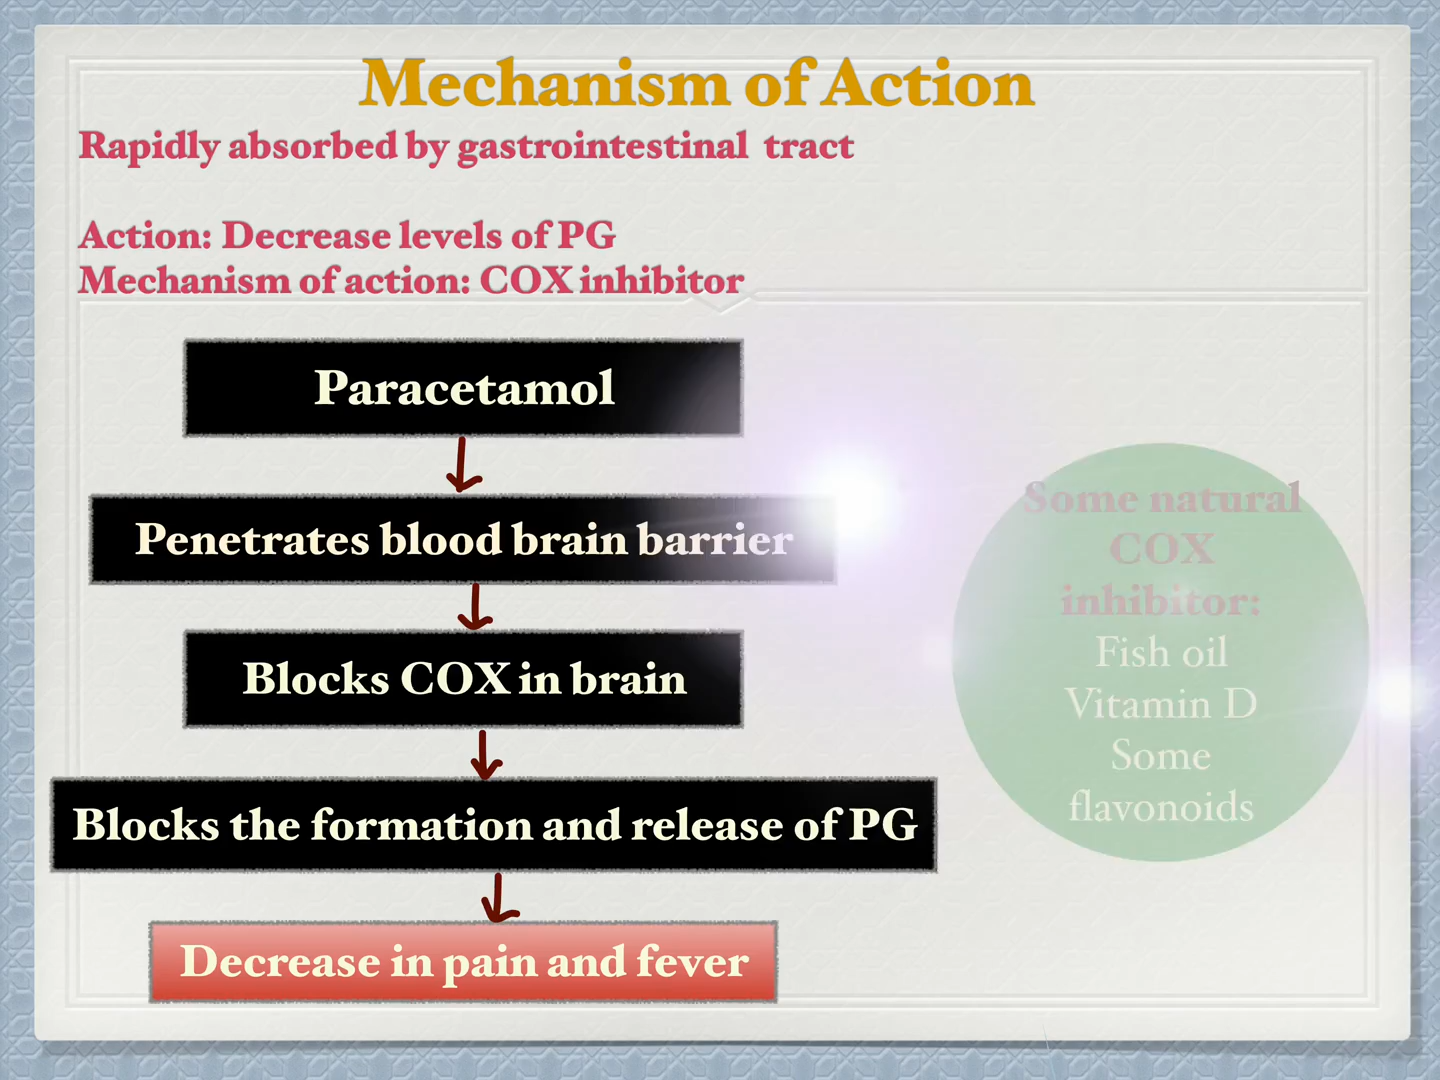 Mechanism of Action
Rapidly absorbed by gastrointestinal tract
Action: Decrease levels of PG
Mechanism of action: COX inhibitor
Paracetamol
Penetrates blood brain barrier
Blocks COX in brain
Blocks the formation and release of PG
Decrease in pain and fever
Some natural
COX
inhibitor:
Fish oil
Vitamin D
Some
flavonoids